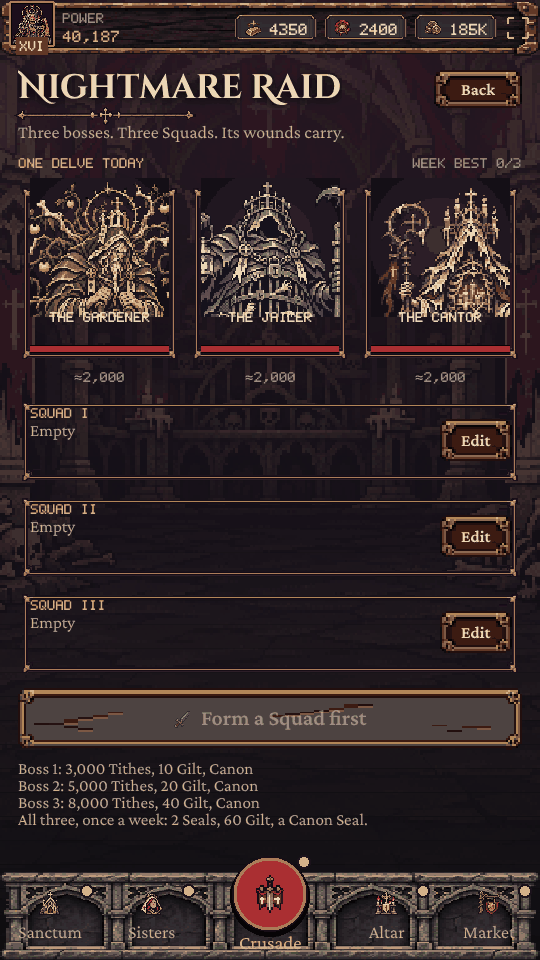 POWER
40,187
XVI
4350
2400
185K
NIGHTMARE RAID
Back
Three bosses. Three Squads. Its wounds carry.
ONE DELVE TODAY
WEEK BEST 0/3
THE GARDENER
THE JAILER
THE CANTOR
≈2,000
≈2,000
≈2,000
SQUAD I
Empty
Edit
SQUAD II
Empty
Edit
SQUAD III
Empty
Edit
Form a Squad first
Boss 1: 3,000 Tithes, 10 Gilt, Canon
Boss 2: 5,000 Tithes, 20 Gilt, Canon
Boss 3: 8,000 Tithes, 40 Gilt, Canon
All three, once a week: 2 Seals, 60 Gilt, a Canon Seal.
Sanctum
Sisters
Crusade
Altar
Market